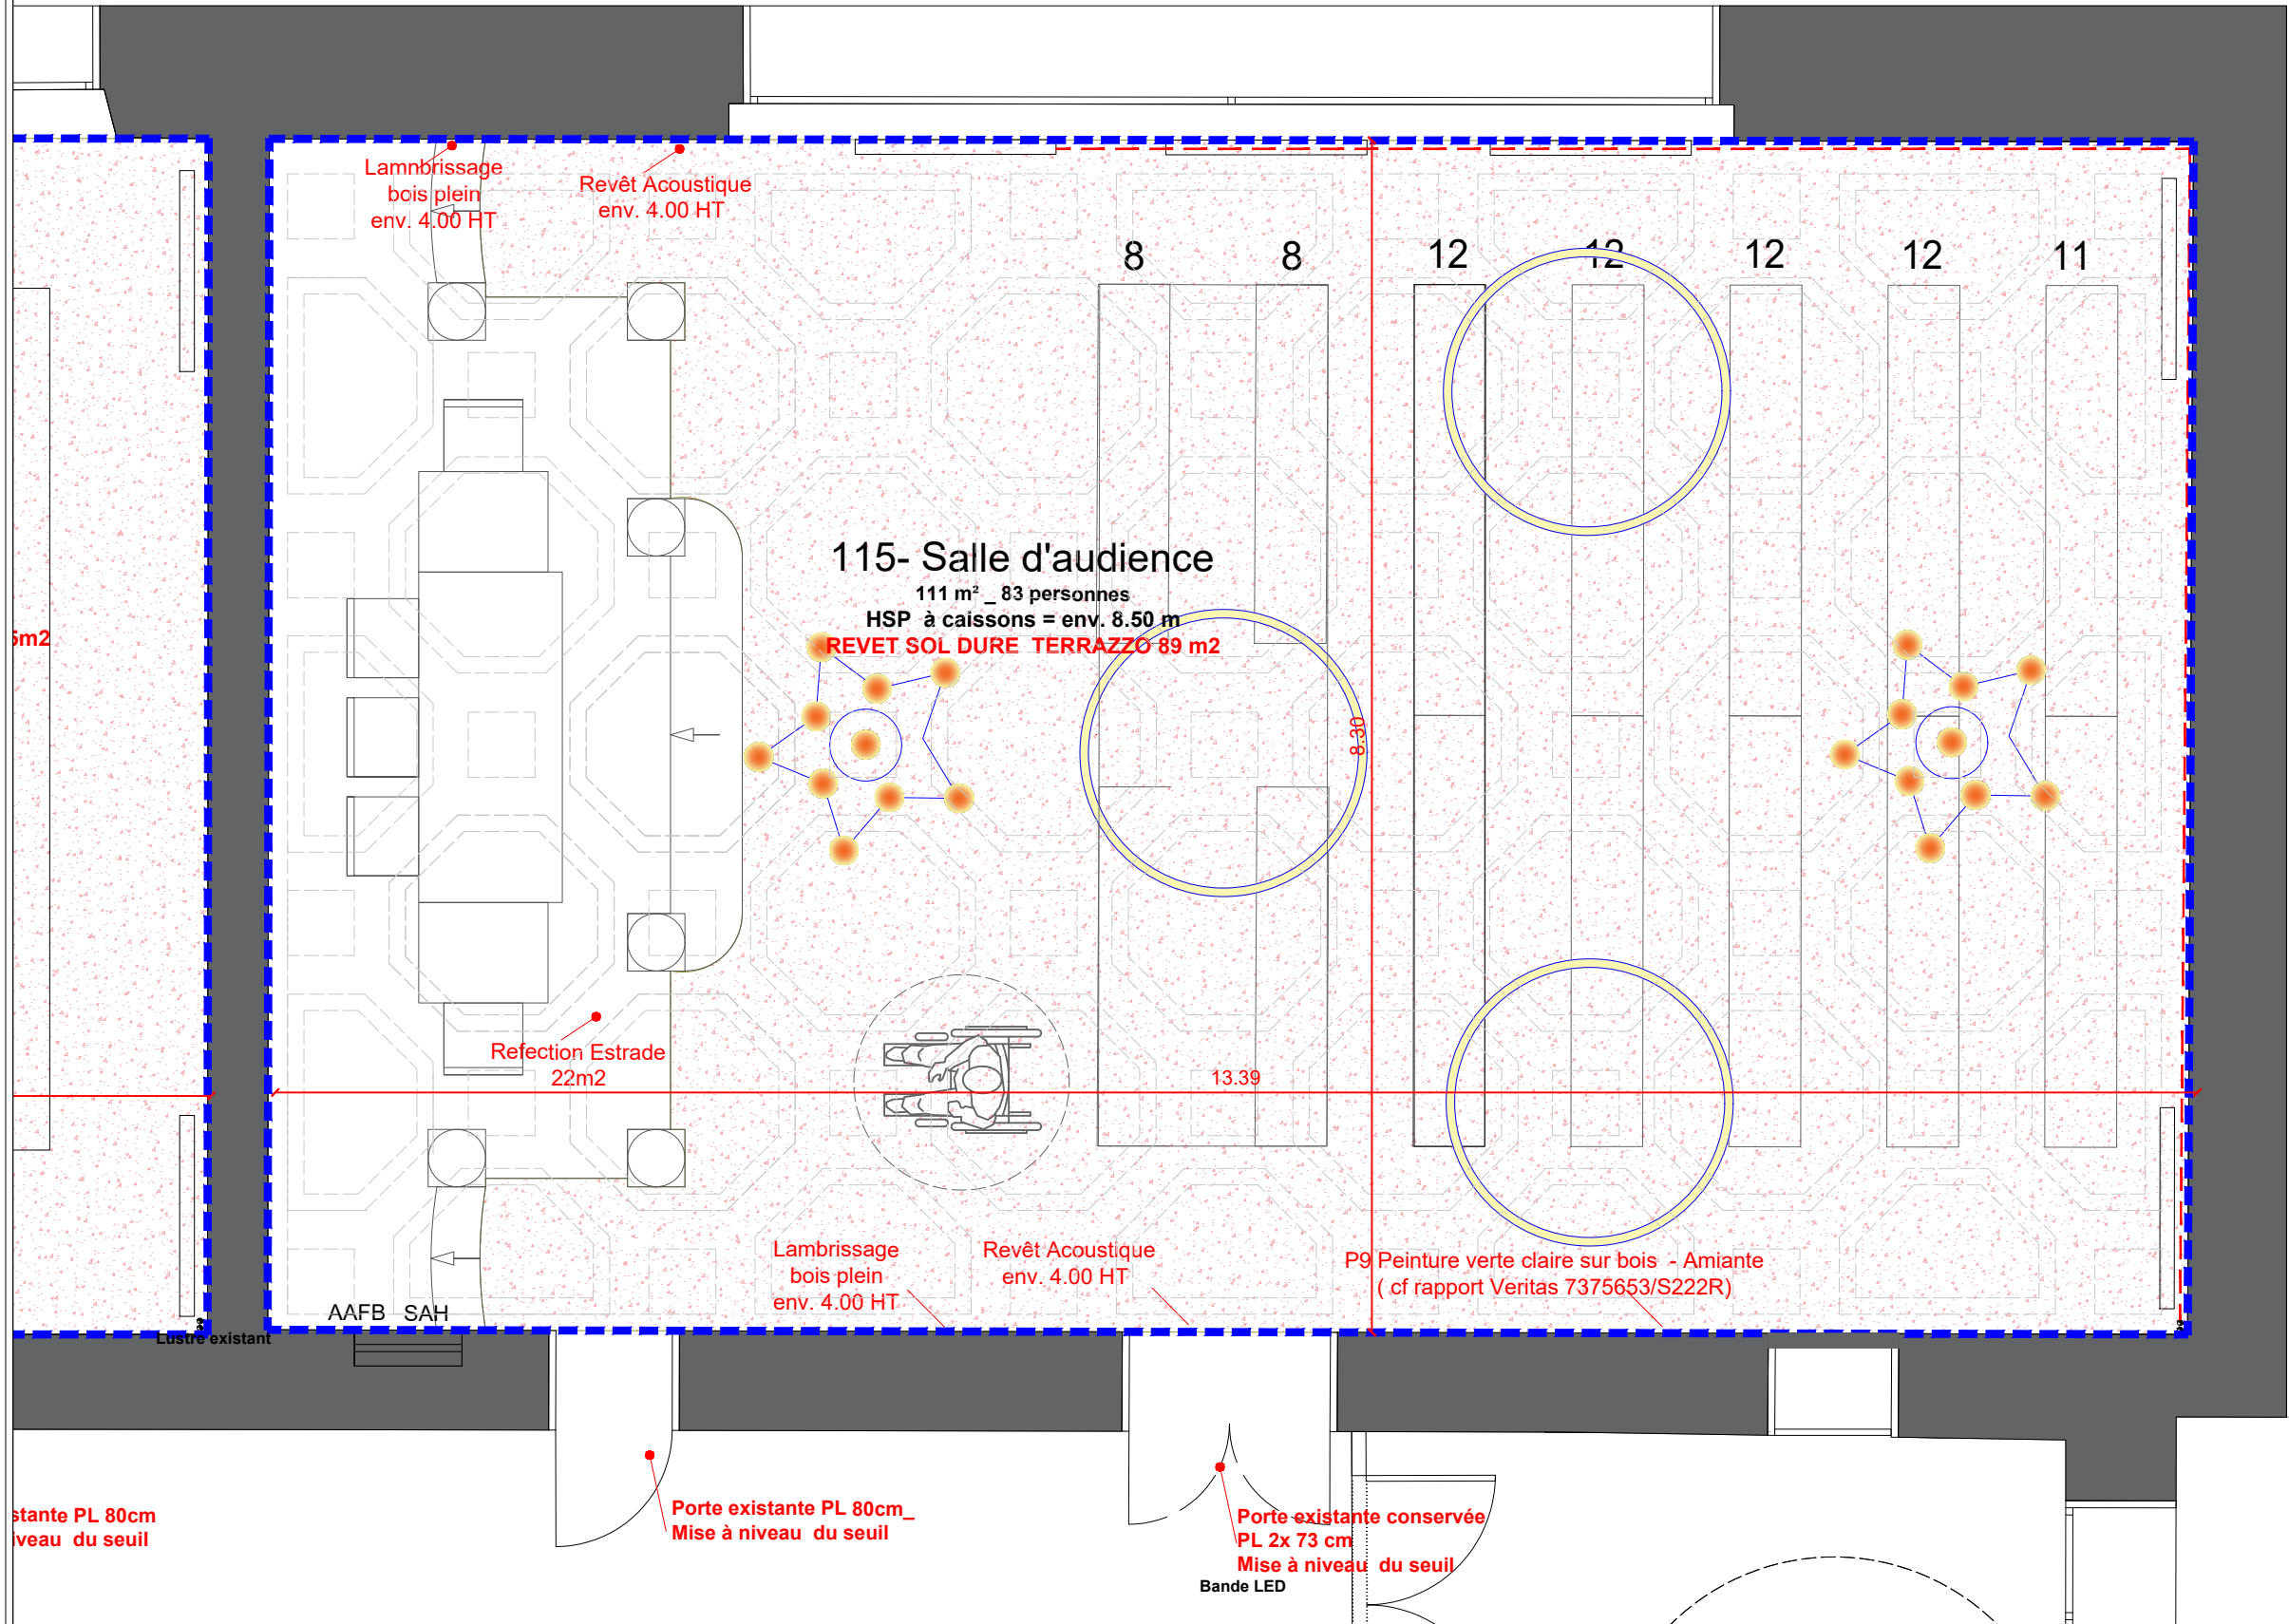 Lamnbrissage
bois plein
env. 4.00 HT
Revêt Acoustique
env. 4.00 HT
8
8
12
12
12
12
11
115- Salle d'audience
111 m² _ 83 personnes
HSP à caissons = env. 8.50 m
REVET SOL DURE TERRAZZO 89 m2
5m2
8.30
Refection Estrade
22m2
13.39
Lambrissage
bois plein
env. 4.00 HT
Revêt Acoustique
env. 4.00 HT
P9 Peinture verte claire sur bois - Amiante
( cf rapport Veritas 7375653/S222R)
AAFB SAH
Lustre existant
stante PL 80cm
iveau du seuil
Porte existante PL 80cm_
Mise à niveau du seuil
Porte existante conservée
PL 2x 73 cm
Mise à niveau du seuil
Bande LED